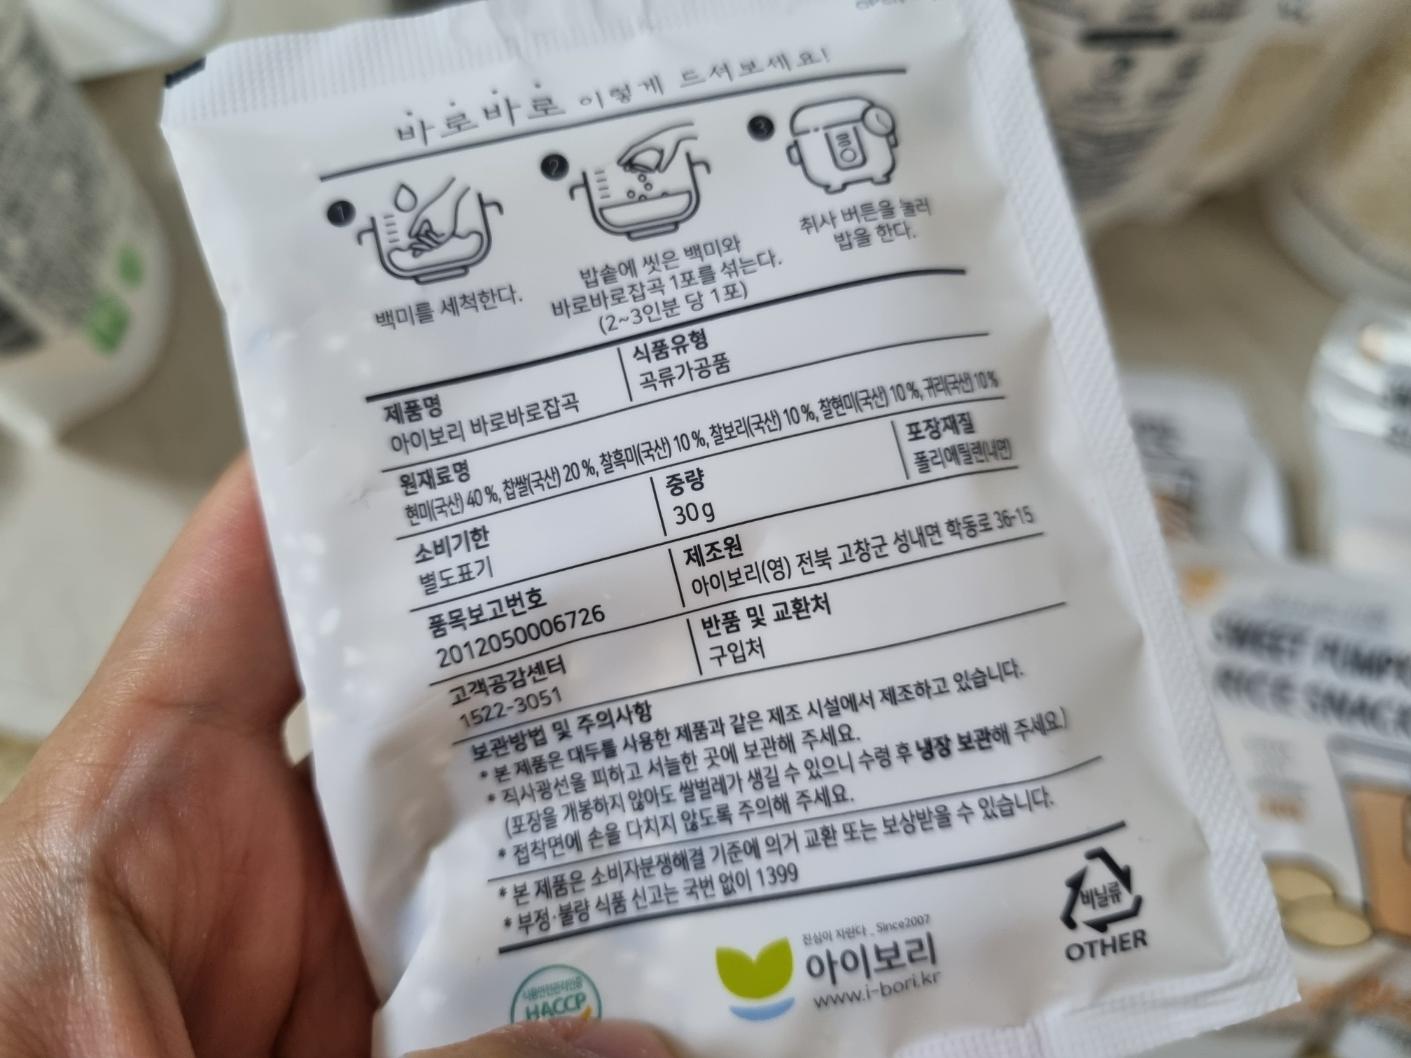 바로바로 이렇게 드셔보세요!
1
2
3
백미를 세척한다.
밥솥에 씻은 백미와
바로바로잡곡 1포를 섞는다.
(2~3인분 당 1포)
취사 버튼을 눌러
밥을 한다.
제품명
아이보리 바로바로잡곡
식품유형
곡류가공품
원재료명
현미(국산) 40 %, 찹쌀(국산) 20 %, 찰흑미(국산) 10 %, 찰보리(국산) 10 %, 찰현미(국산) 10 %, 귀리(국산) 10 %
소비기한
별도표기
중량
30 g
포장재질
폴리에틸렌(내면)
품목보고번호
2012050006726
제조원
아이보리(영) 전북 고창군 성내면 학동로 36-15
고객공감센터
1522-3051
반품 및 교환처
구입처
보관방법 및 주의사항
* 본 제품은 대두를 사용한 제품과 같은 제조 시설에서 제조하고 있습니다.
* 직사광선을 피하고 서늘한 곳에 보관해 주세요.
(포장을 개봉하지 않아도 쌀벌레가 생길 수 있으니 수령 후 냉장 보관해 주세요)
* 접착면에 손을 다치지 않도록 주의해 주세요.
* 본 제품은 소비자분쟁해결 기준에 의거 교환 또는 보상받을 수 있습니다.
* 부정·불량 식품 신고는 국번 없이 1399
HACCP
진심이 자란다 _ Since2007
아이보리
www.i-bori.kr
비닐류
OTHER
SWEET PUMPK
RICE SNACK